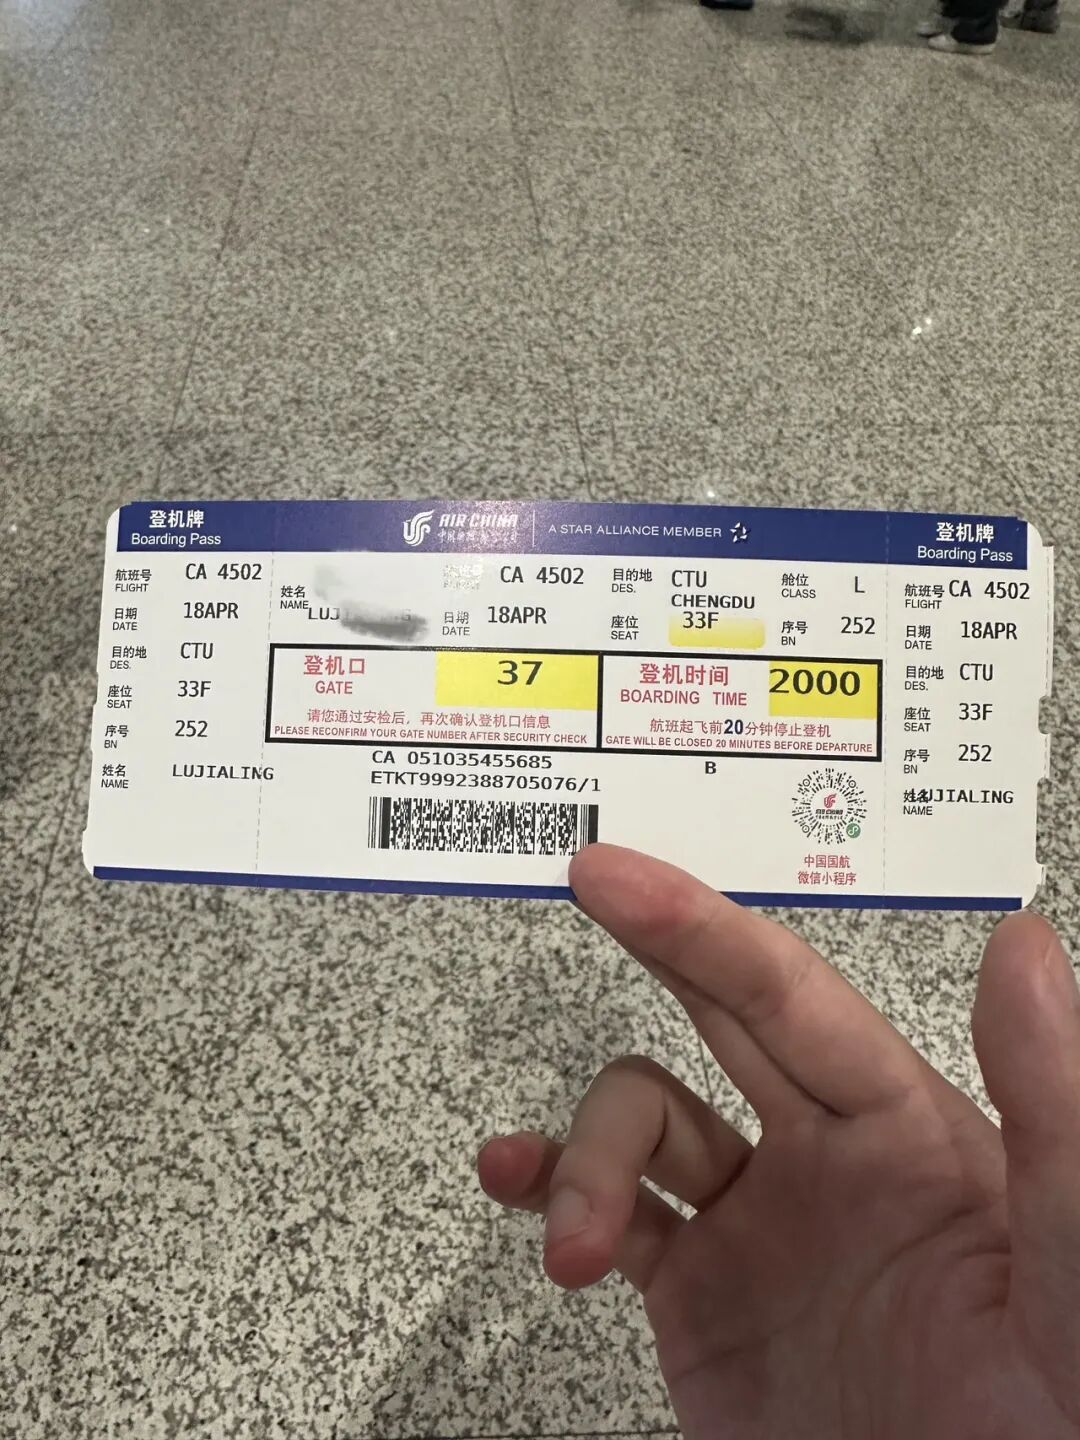 登机牌
Boarding Pass
航班号 CA 4502
FLIGHT
日期 18APR
DATE
目的地 CTU
DES.
座位 33F
SEAT
序号 252
BN
姓名 LUJIALING
NAME
AIR CHINA
A STAR ALLIANCE MEMBER
姓名
NAME
CA 4502
日期 18APR
DATE
目的地 CTU
DES. CHENGDU
座位 33F
SEAT
舱位 L
CLASS
序号 252
BN
登机口 37
GATE
请您通过安检后，再次确认登机口信息
PLEASE RECONFIRM YOUR GATE NUMBER AFTER SECURITY CHECK
登机时间 2000
BOARDING TIME
航班起飞前20分钟停止登机
GATE WILL BE CLOSED 20 MINUTES BEFORE DEPARTURE
CA 051035455685
ETKT9992388705076/1
B
中国国航
微信小程序
登机牌
Boarding Pass
航班号 CA 4502
FLIGHT
日期 18APR
DATE
目的地 CTU
DES.
座位 33F
SEAT
序号 252
BN
姓名 LUJIALING
NAME